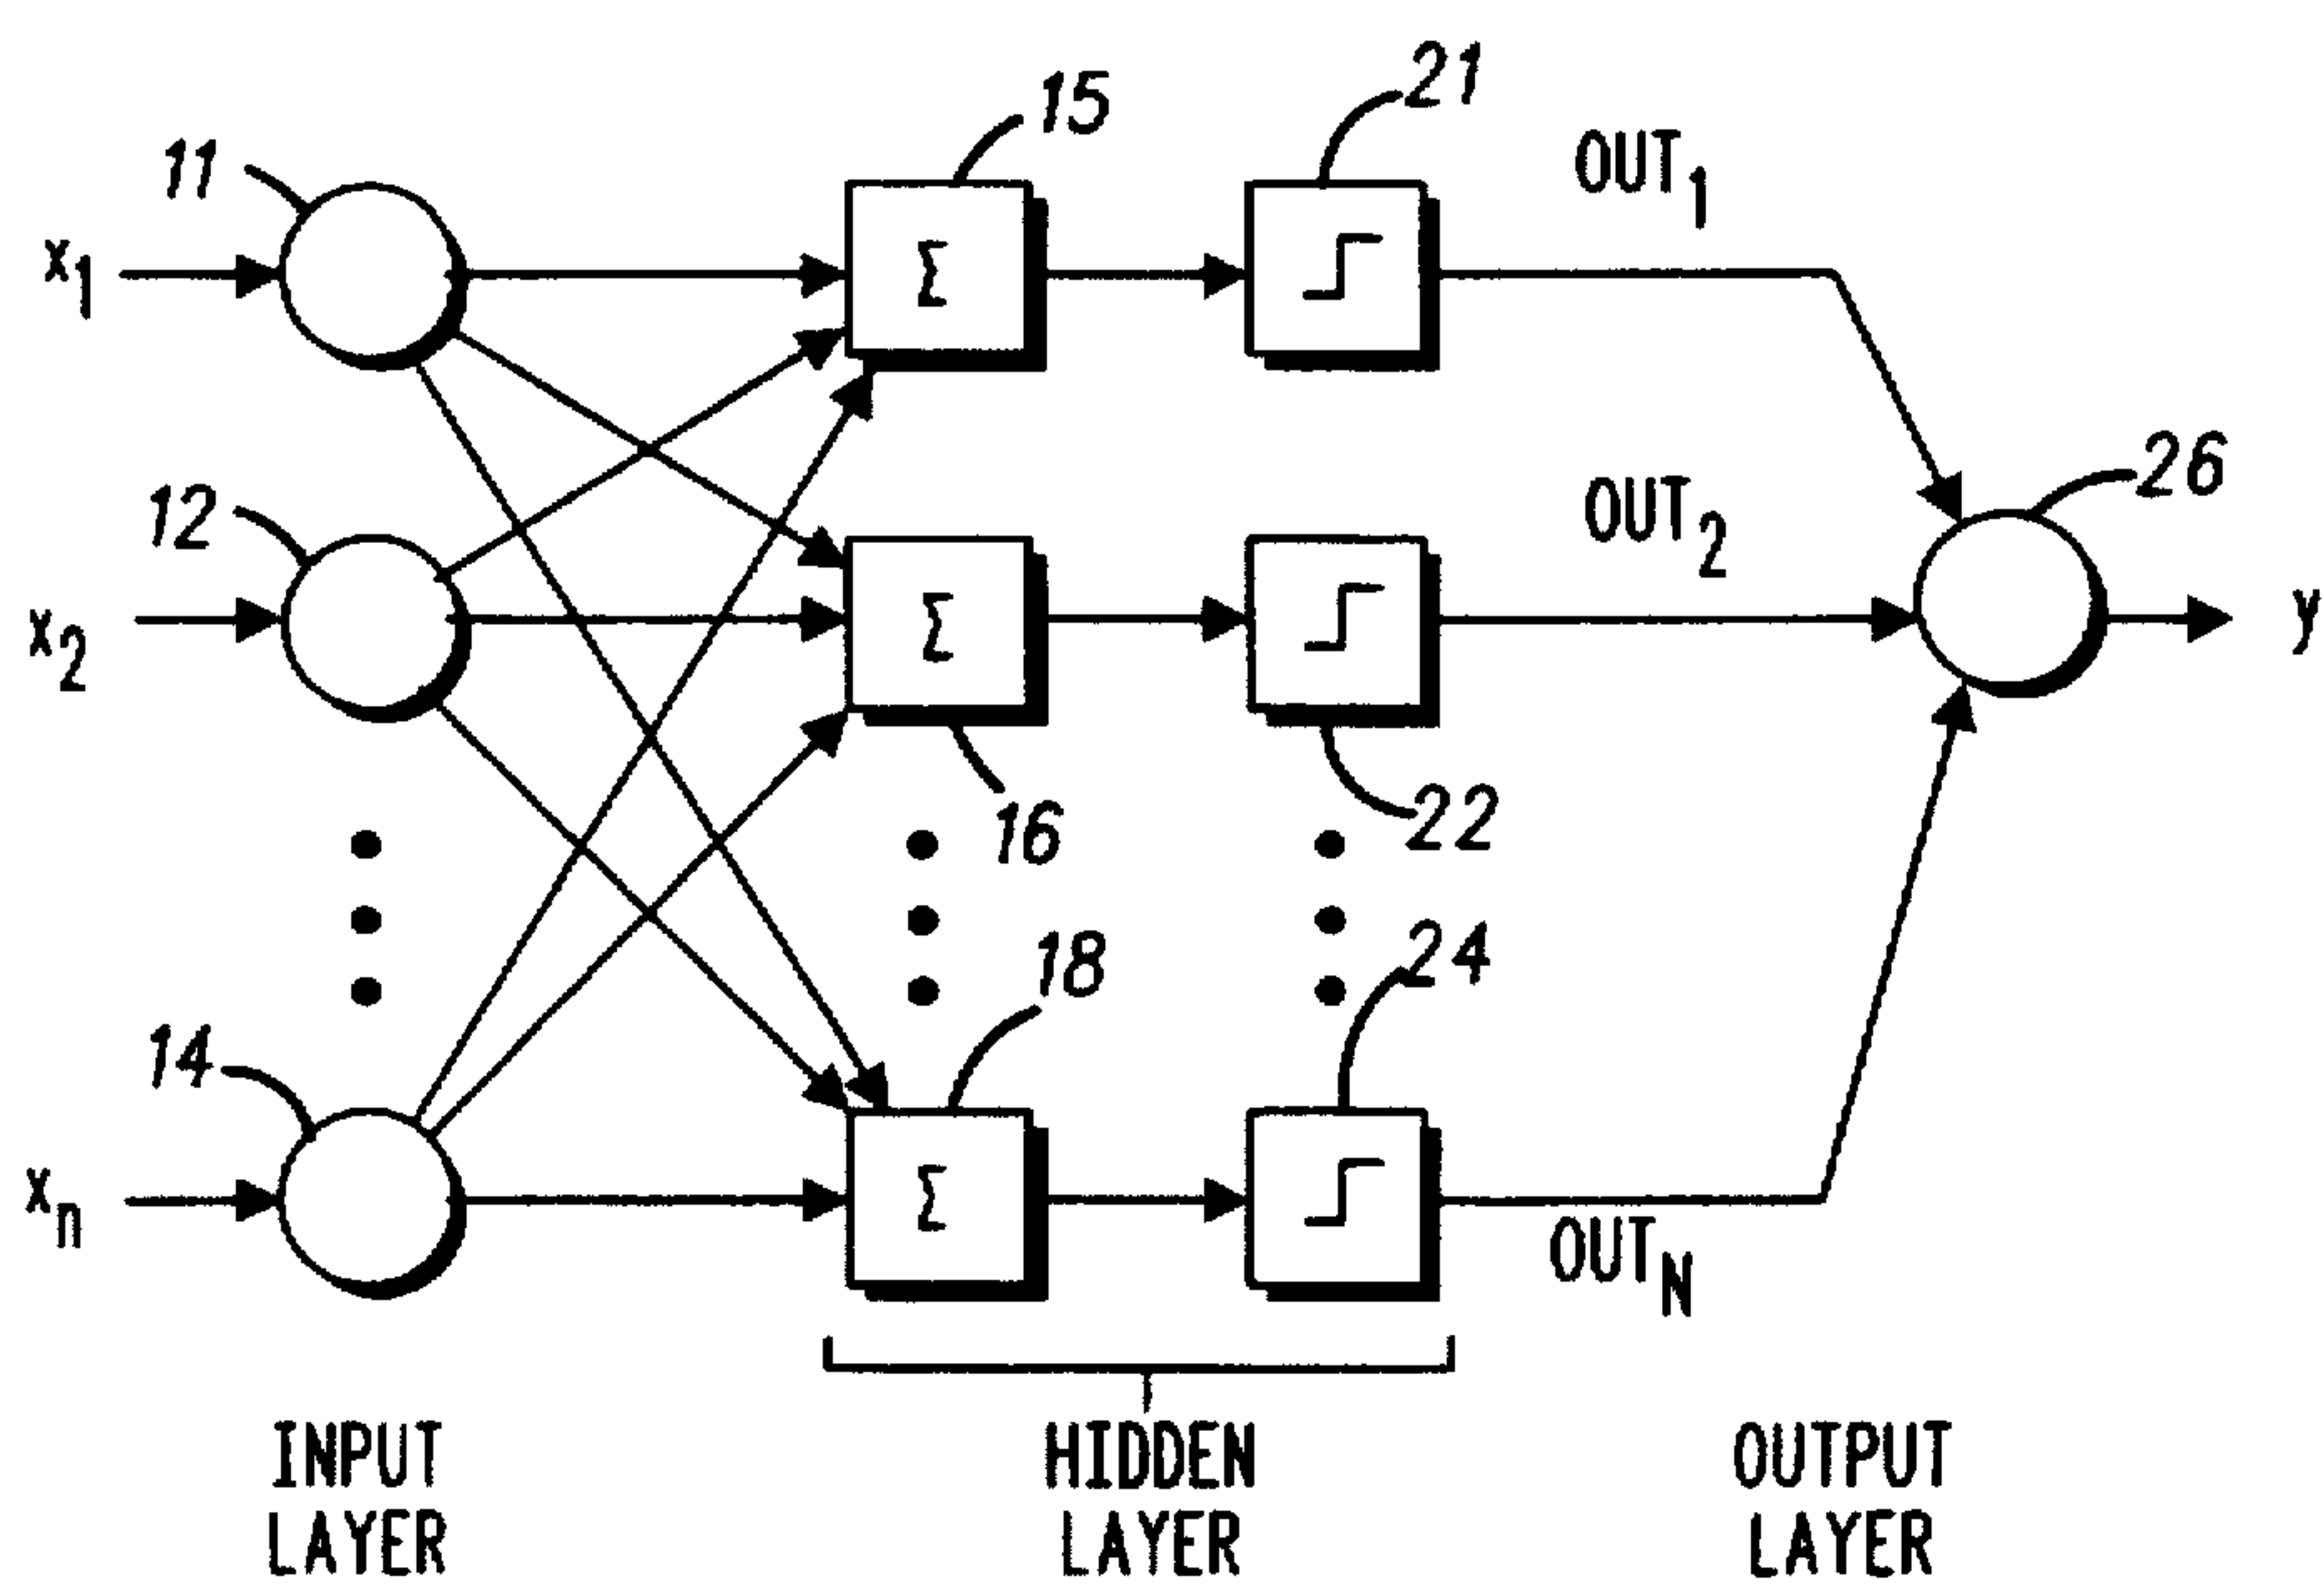 21
15
OUT1
11
Σ
x1
26
OUT2
12
Σ
x2
y
16
22
24
18
14
Σ
xn
OUTN
INPUT LAYER
HIDDEN LAYER
OUTPUT LAYER